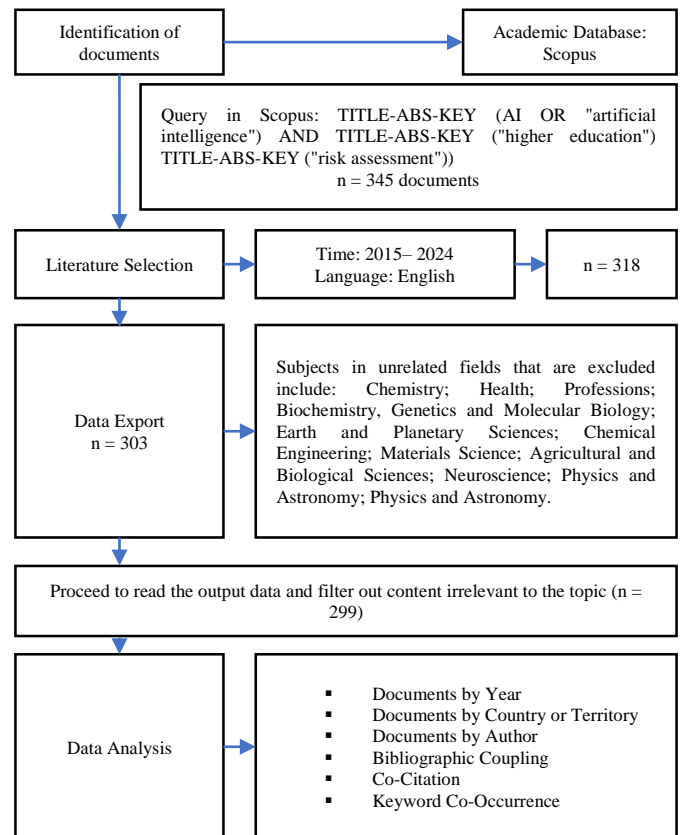 Identification of
documents
Academic Database:
Scopus
Query in Scopus: TITLE-ABS-KEY (AI OR "artificial
intelligence") AND TITLE-ABS-KEY ("higher education")
TITLE-ABS-KEY ("risk assessment"))
n = 345 documents
Literature Selection
Time: 2015– 2024
Language: English
n = 318
Data Export
n = 303
Subjects in unrelated fields that are excluded
include: Chemistry; Health; Professions;
Biochemistry, Genetics and Molecular Biology;
Earth and Planetary Sciences; Chemical
Engineering; Materials Science; Agricultural and
Biological Sciences; Neuroscience; Physics and
Astronomy; Physics and Astronomy.
Proceed to read the output data and filter out content irrelevant to the topic (n =
299)
Data Analysis
▪ Documents by Year
▪ Documents by Country or Territory
▪ Documents by Author
▪ Bibliographic Coupling
▪ Co-Citation
▪ Keyword Co-Occurrence